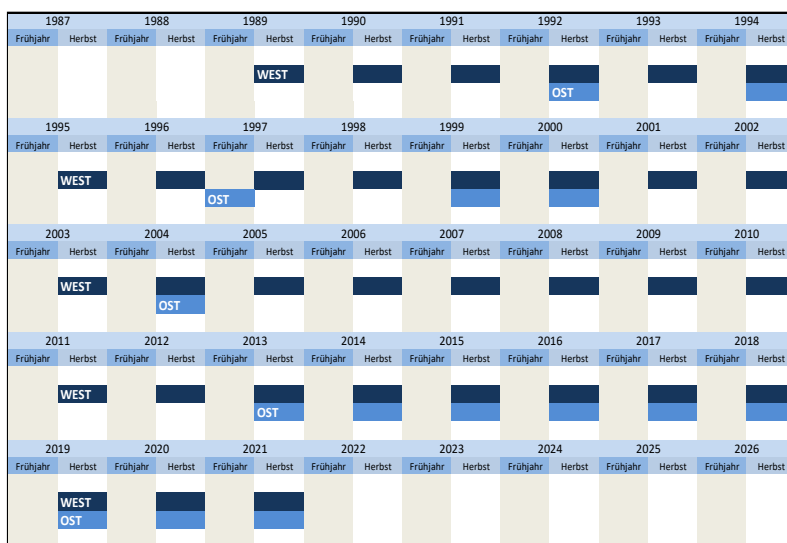 1987 1988 1989 1990 1991 1992 1993 1994
Frühjahr Herbst Frühjahr Herbst Frühjahr Herbst Frühjahr Herbst Frühjahr Herbst Frühjahr Herbst Frühjahr Herbst Frühjahr Herbst
WEST
OST
1995 1996 1997 1998 1999 2000 2001 2002
Frühjahr Herbst Frühjahr Herbst Frühjahr Herbst Frühjahr Herbst Frühjahr Herbst Frühjahr Herbst Frühjahr Herbst Frühjahr Herbst
WEST
OST
2003 2004 2005 2006 2007 2008 2009 2010
Frühjahr Herbst Frühjahr Herbst Frühjahr Herbst Frühjahr Herbst Frühjahr Herbst Frühjahr Herbst Frühjahr Herbst Frühjahr Herbst
WEST
OST
2011 2012 2013 2014 2015 2016 2017 2018
Frühjahr Herbst Frühjahr Herbst Frühjahr Herbst Frühjahr Herbst Frühjahr Herbst Frühjahr Herbst Frühjahr Herbst Frühjahr Herbst
WEST
OST
2019 2020 2021 2022 2023 2024 2025 2026
Frühjahr Herbst Frühjahr Herbst Frühjahr Herbst Frühjahr Herbst Frühjahr Herbst Frühjahr Herbst Frühjahr Herbst Frühjahr Herbst
WEST
OST